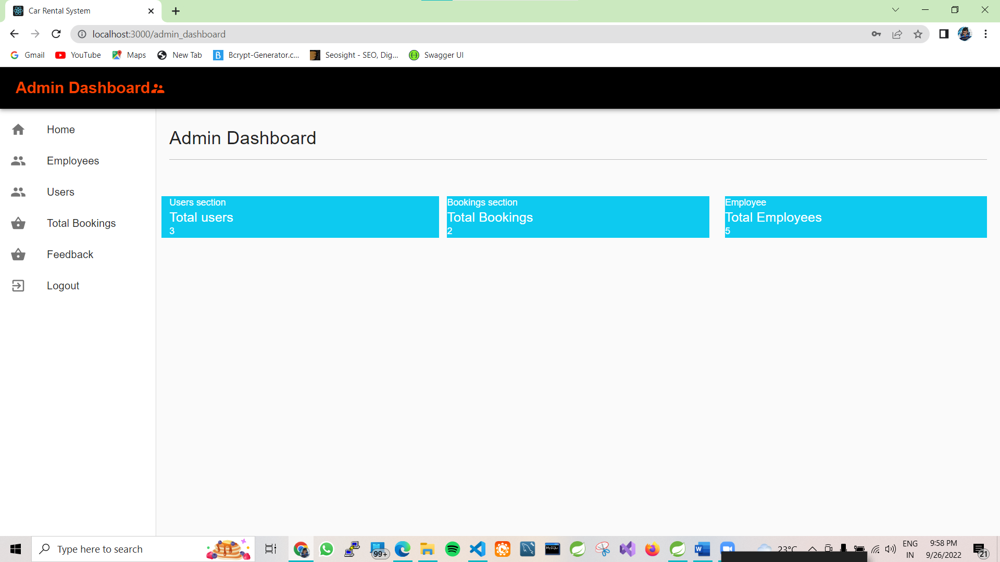 Car Rental System
localhost:3000/admin_dashboard
Gmail
YouTube
Maps
New Tab
B
Bcrypt-Generator.c...
Seosight - SEO, Dig...
Swagger UI
Admin Dashboard
Home
Employees
Users
Total Bookings
Feedback
Logout
Admin Dashboard
Users section
Total users
3
Bookings section
Total Bookings
2
Employee
Total Employees
5
Type here to search
99+
MySQL
W
23°C
ENG
IN
9:58 PM
9/26/2022
21